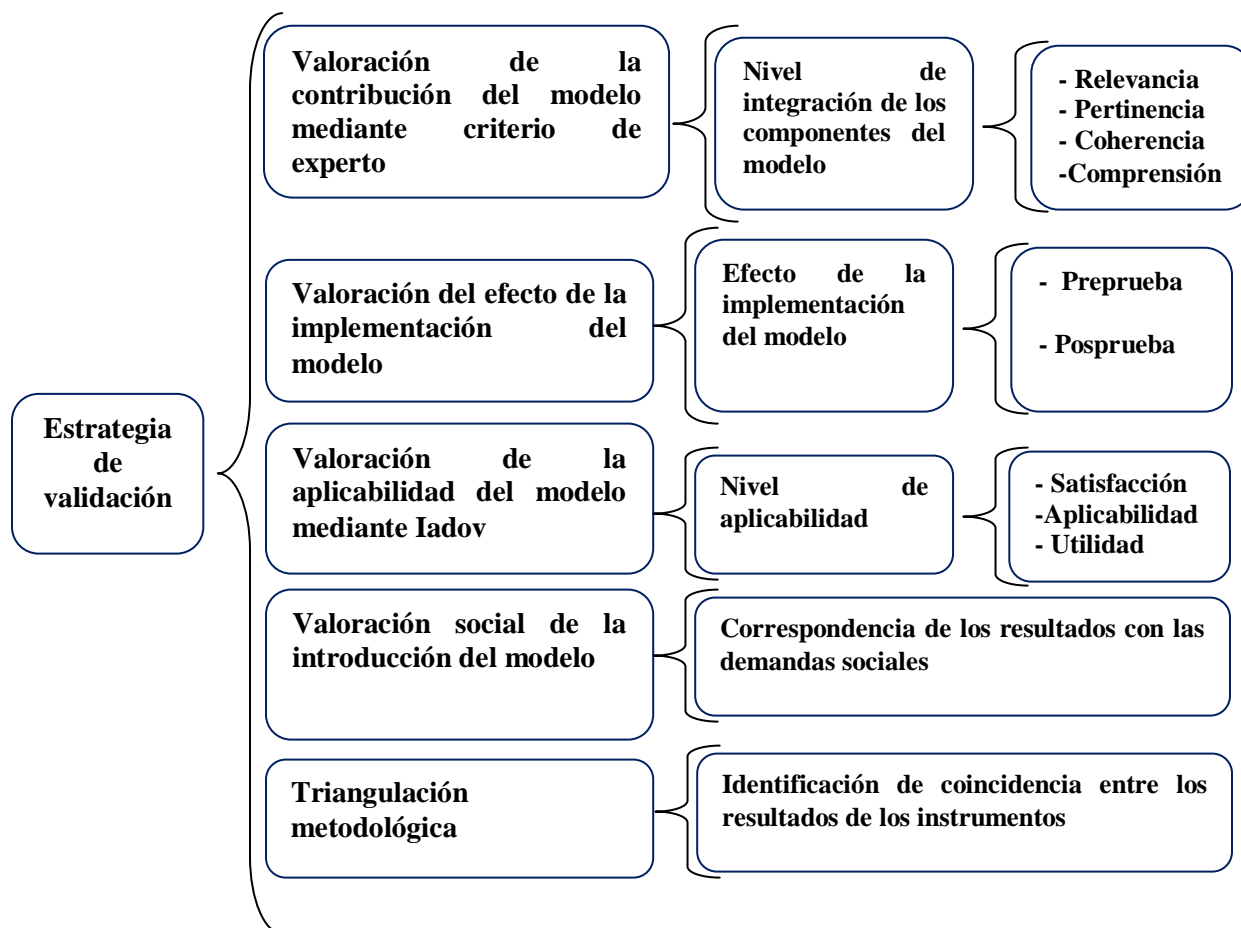 Estrategia
de
validación
Valoración de la
contribución del modelo
mediante criterio de
experto
Nivel de
integración de los
componentes del
modelo
- Relevancia
- Pertinencia
- Coherencia
-Comprensión
Valoración del efecto de la
implementación del
modelo
Efecto de la
implementación
del modelo
- Preprueba
- Posprueba
Valoración de la
aplicabilidad del modelo
mediante Iadov
Nivel de
aplicabilidad
- Satisfacción
-Aplicabilidad
- Utilidad
Valoración social de la
introducción del modelo
Correspondencia de los resultados con las
demandas sociales
Triangulación
metodológica
Identificación de coincidencia entre los
resultados de los instrumentos